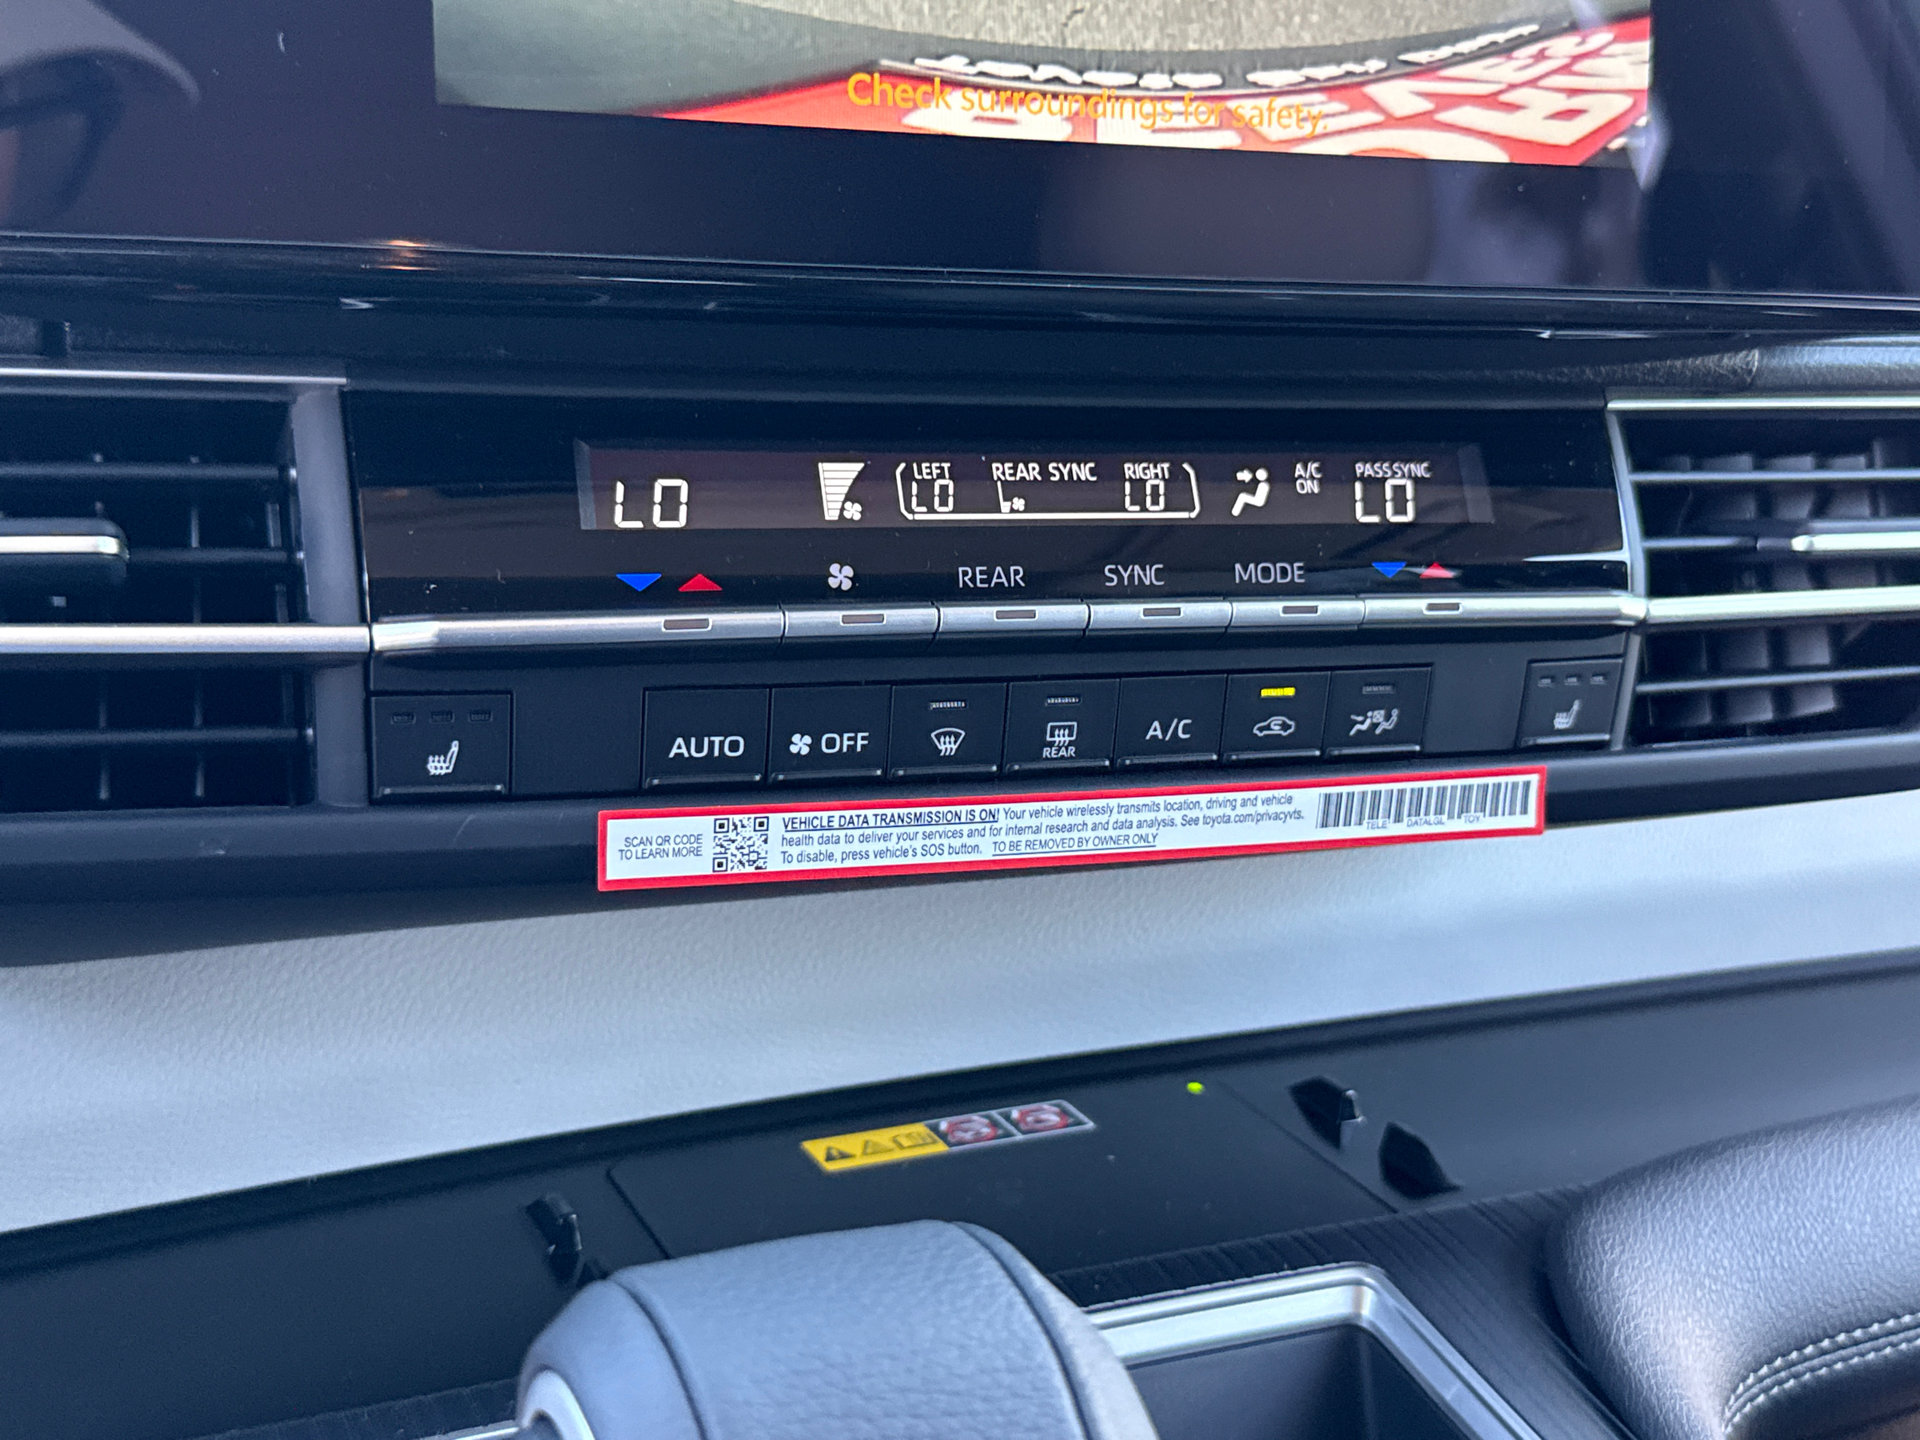 Check surroundings for safety.
LO
LEFT
LO
REAR SYNC
RIGHT
LO
A/C
ON
PASS SYNC
LO
REAR
SYNC
MODE
AUTO
OFF
REAR
A/C
SCAN QR CODE
TO LEARN MORE
VEHICLE DATA TRANSMISSION IS ON! Your vehicle wirelessly transmits location, driving and vehicle
health data to deliver your services and for internal research and data analysis. See toyota.com/privacyvts.
To disable, press vehicle's SOS button. TO BE REMOVED BY OWNER ONLY
TELE DATALGL TOY